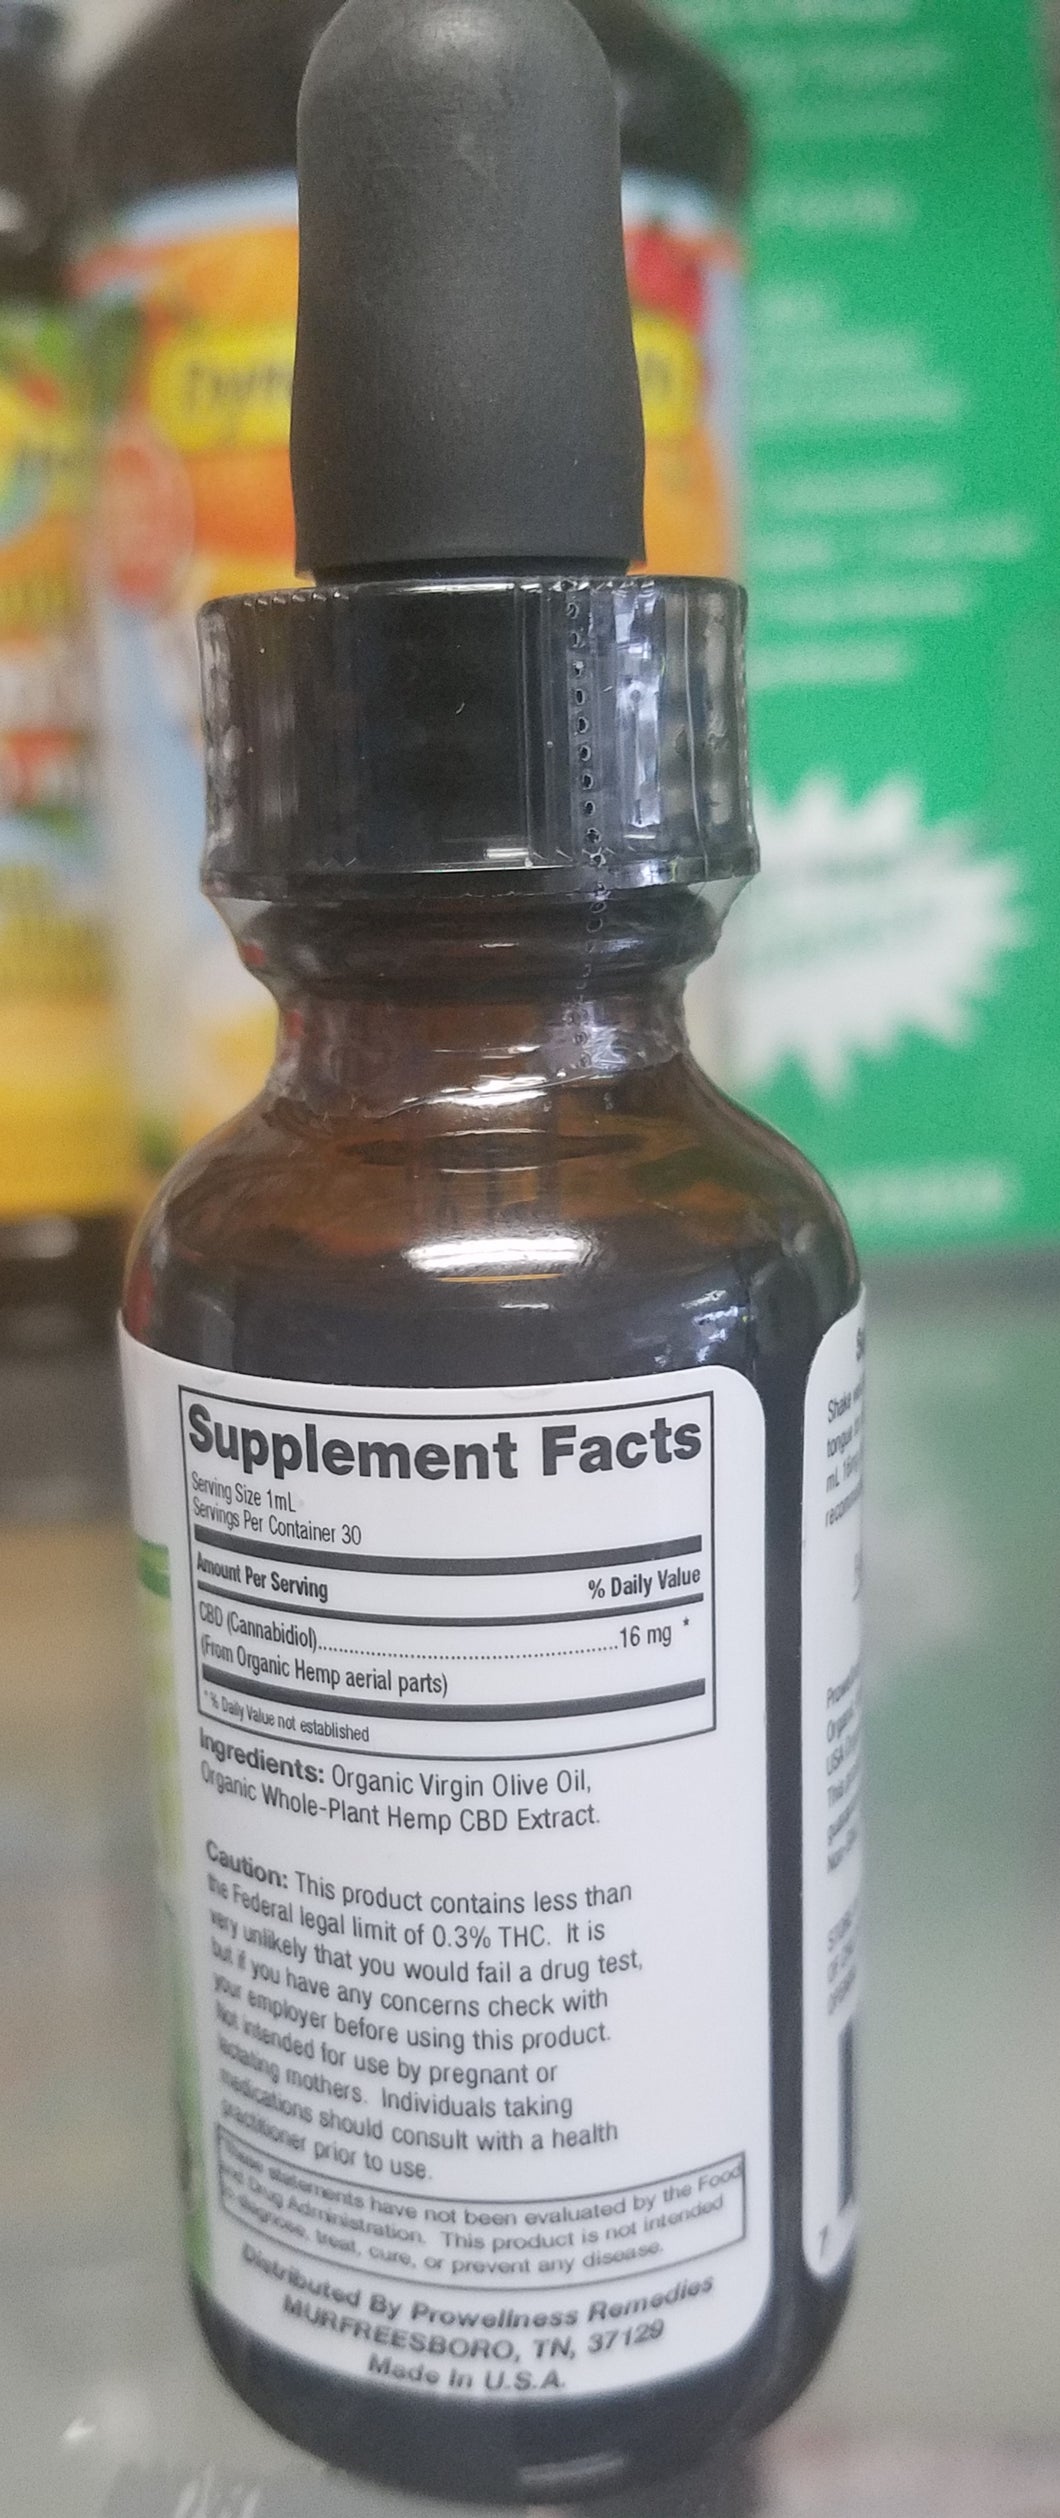 Supplement Facts
Serving Size 1mL
Servings Per Container 30
Amount Per Serving % Daily Value
CBD (Cannabidiol)..........................................16 mg *
(From Organic Hemp aerial parts)
* % Daily Value not established
Ingredients: Organic Virgin Olive Oil,
Organic Whole-Plant Hemp CBD Extract.
Caution: This product contains less than
the Federal legal limit of 0.3% THC. It is
very unlikely that you would fail a drug test,
but if you have any concerns check with
your employer before using this product.
Not intended for use by pregnant or
lactating mothers. Individuals taking
medications should consult with a health
practitioner prior to use.
These statements have not been evaluated by the Food
and Drug Administration. This product is not intended
to diagnose, treat, cure, or prevent any disease.
Distributed By Prowellness Remedies
MURFREESBORO, TN, 37129
Made In U.S.A.
Shake
tongue
mL
7